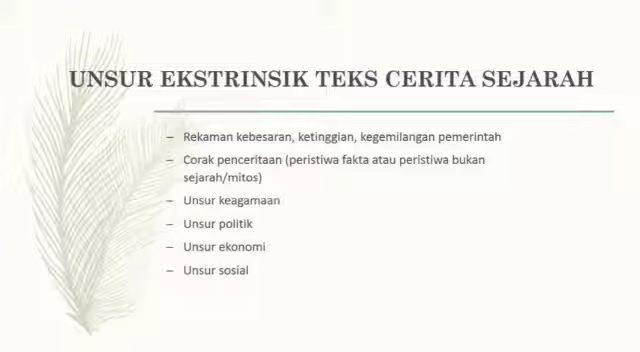 UNSUR EKSTRINSIK TEKS CERITA SEJARAH
– Rekaman kebesaran, ketinggian, kegemilangan pemerintah
– Corak penceritaan (peristiwa fakta atau peristiwa bukan
sejarah/mitos)
– Unsur keagamaan
– Unsur politik
– Unsur ekonomi
– Unsur sosial